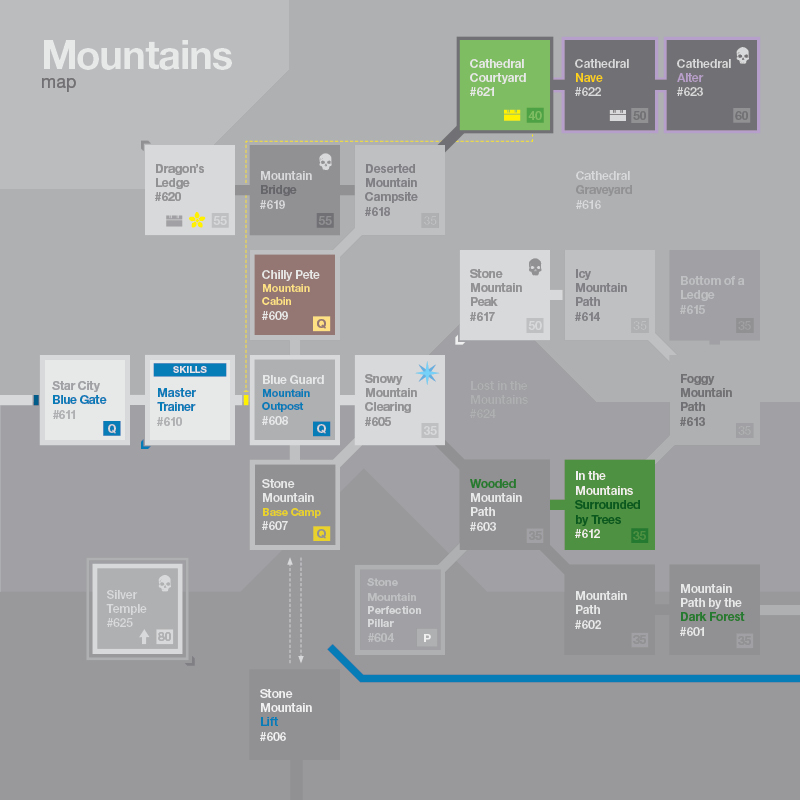 Mountains
map
Cathedral
Courtyard
#621
40
Cathedral
Nave
#622
50
Cathedral
Alter
#623
60
Dragon's
Ledge
#620
55
Mountain
Bridge
#619
55
Deserted
Mountain
Campsite
#618
35
Cathedral
Graveyard
#616
Chilly Pete
Mountain
Cabin
#609
Q
Stone
Mountain
Peak
#617
50
Icy
Mountain
Path
#614
35
Bottom of a
Ledge
#615
35
Star City
Blue Gate
#611
Q
SKILLS
Master
Trainer
#610
Blue Guard
Mountain
Outpost
#608
Q
Snowy
Mountain
Clearing
#605
35
Lost in the
Mountains
#624
Foggy
Mountain
Path
#613
35
Stone
Mountain
Base Camp
#607
Q
Wooded
Mountain
Path
#603
35
In the
Mountains
Surrounded
by Trees
#612
35
Silver
Temple
#625
80
Stone
Mountain
Perfection
Pillar
#604
P
Mountain
Path
#602
35
Mountain
Path by the
Dark Forest
#601
35
Stone
Mountain
Lift
#606